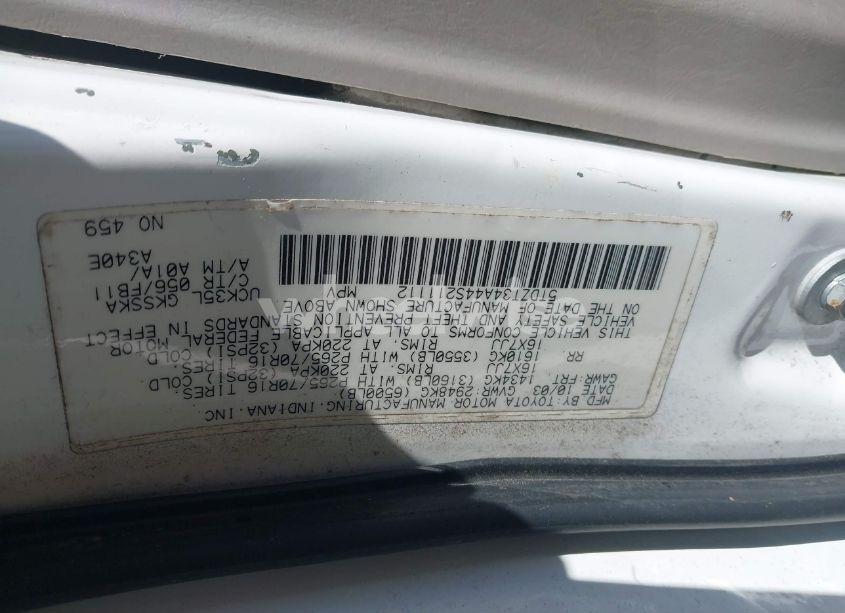 MFD BY: TOYOTA MOTOR MANUFACTURING, INDIANA, INC.
DATE 10/03 GVWR: 2948KG (6500LB)
GAWR: FRT 1434KG (3160LB) WITH P265/70R16 TIRES
16X7JJ RIMS, AT 220KPA (32PSI) COLD
RR 1610KG (3550LB) WITH P265/70R16 TIRES
16X7JJ RIMS, AT 220KPA (32PSI) COLD
THIS VEHICLE CONFORMS TO ALL APPLICABLE FEDERAL MOTOR
VEHICLE SAFETY AND THEFT PREVENTION STANDARDS IN EFFECT
ON THE DATE OF MANUFACTURE SHOWN ABOVE
5TDZT34A44S211112 MPV
UCK35L GKSSKA
C/TR 056/FB11
A/TM A01A/
A340E
NO 459